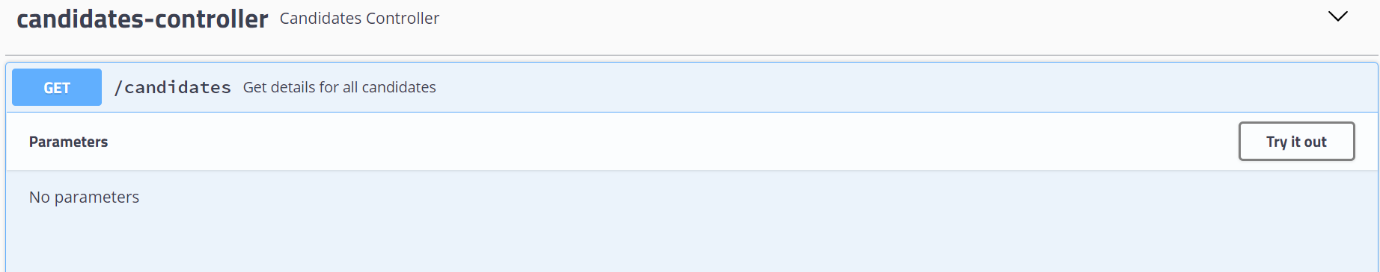 candidates-controller Candidates Controller
GET /candidates Get details for all candidates
Parameters Try it out
No parameters